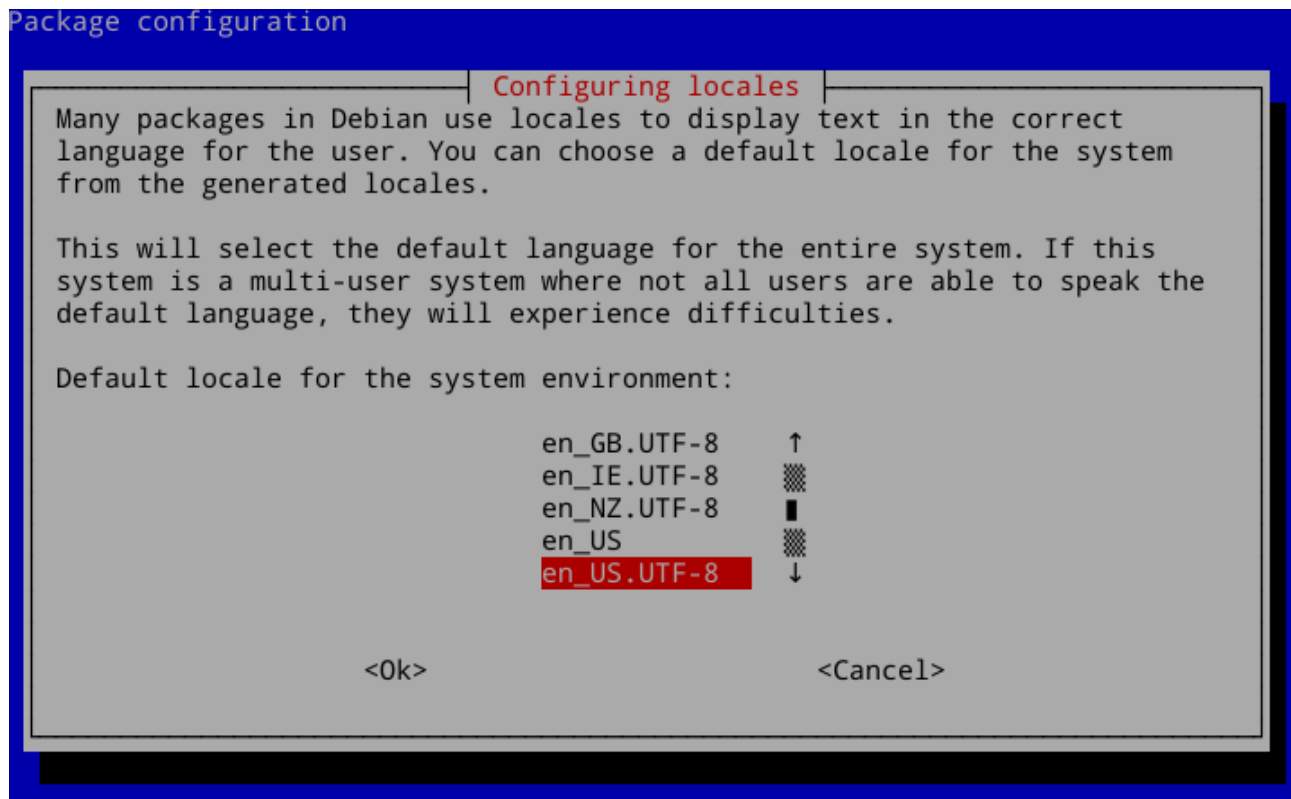 Package configuration
Configuring locales
Many packages in Debian use locales to display text in the correct
language for the user. You can choose a default locale for the system
from the generated locales.
This will select the default language for the entire system. If this
system is a multi-user system where not all users are able to speak the
default language, they will experience difficulties.
Default locale for the system environment:
en_GB.UTF-8 ↑
en_IE.UTF-8
en_NZ.UTF-8
en_US
en_US.UTF-8 ↓
<Ok> <Cancel>